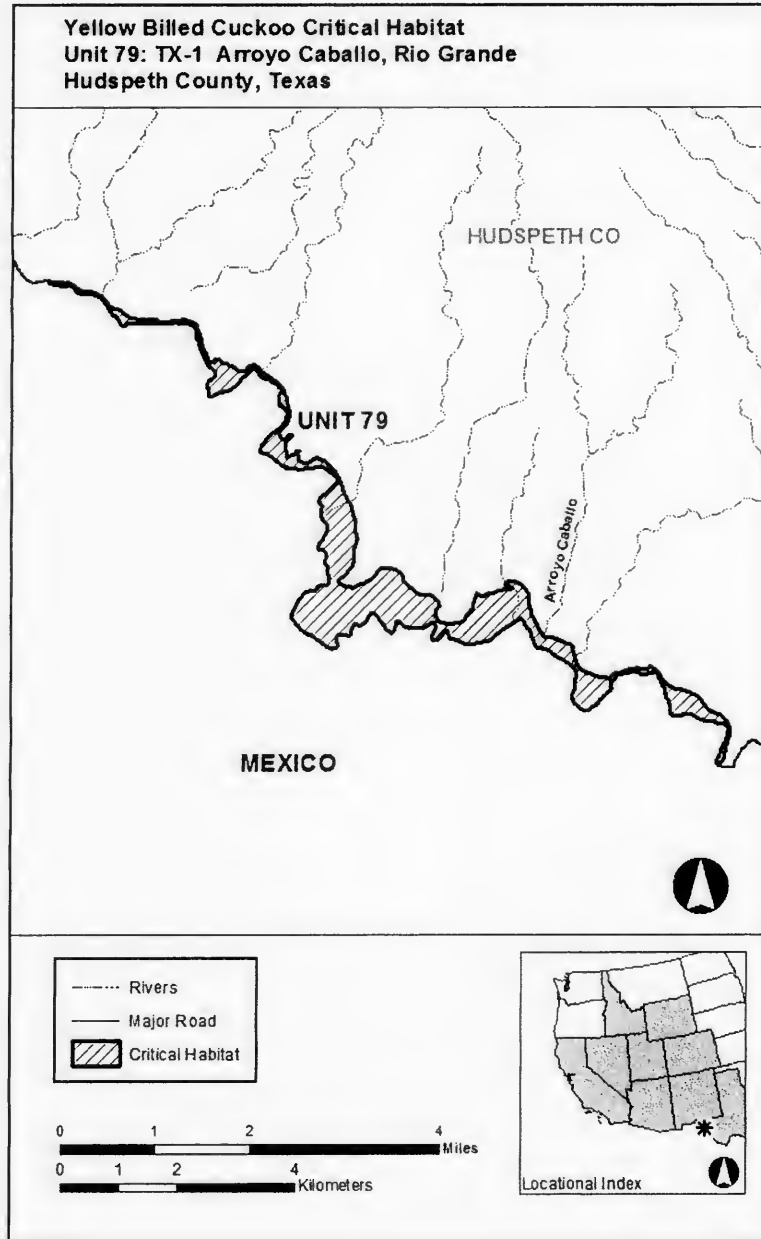 Yellow Billed Cuckoo Critical Habitat
Unit 79: TX-1 Arroyo Caballo, Rio Grande
Hudspeth County, Texas
HUDSPETH CO
UNIT 79
Arroyo Caballo
MEXICO
Rivers
Major Road
Critical Habitat
0 1 2 4
Miles
0 1 2 4
Kilometers
Locational Index